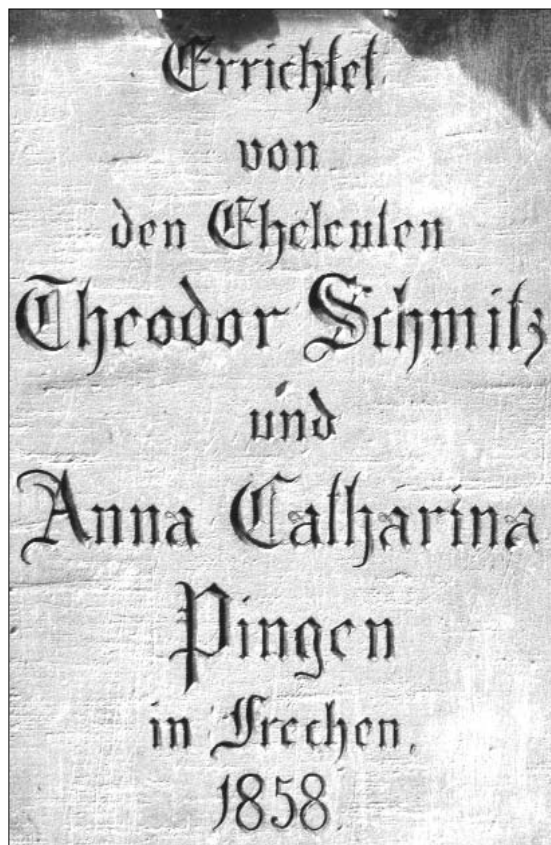 Errichtet
von
den Eheleuten
Theodor Schmitz
und
Anna Catharina
Pingen
in Frechen.
1858